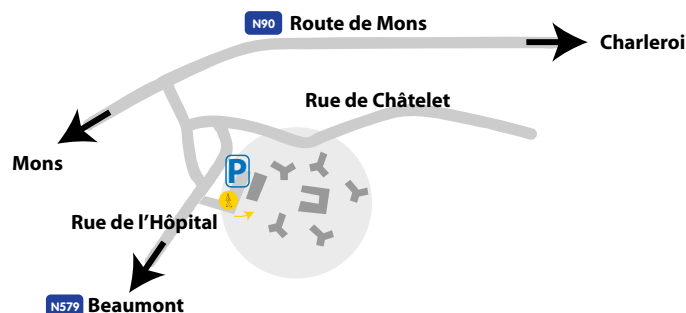 N90 Route de Mons
Charleroi
Rue de Châtelet
Mons
P
Rue de l’Hôpital
N579 Beaumont